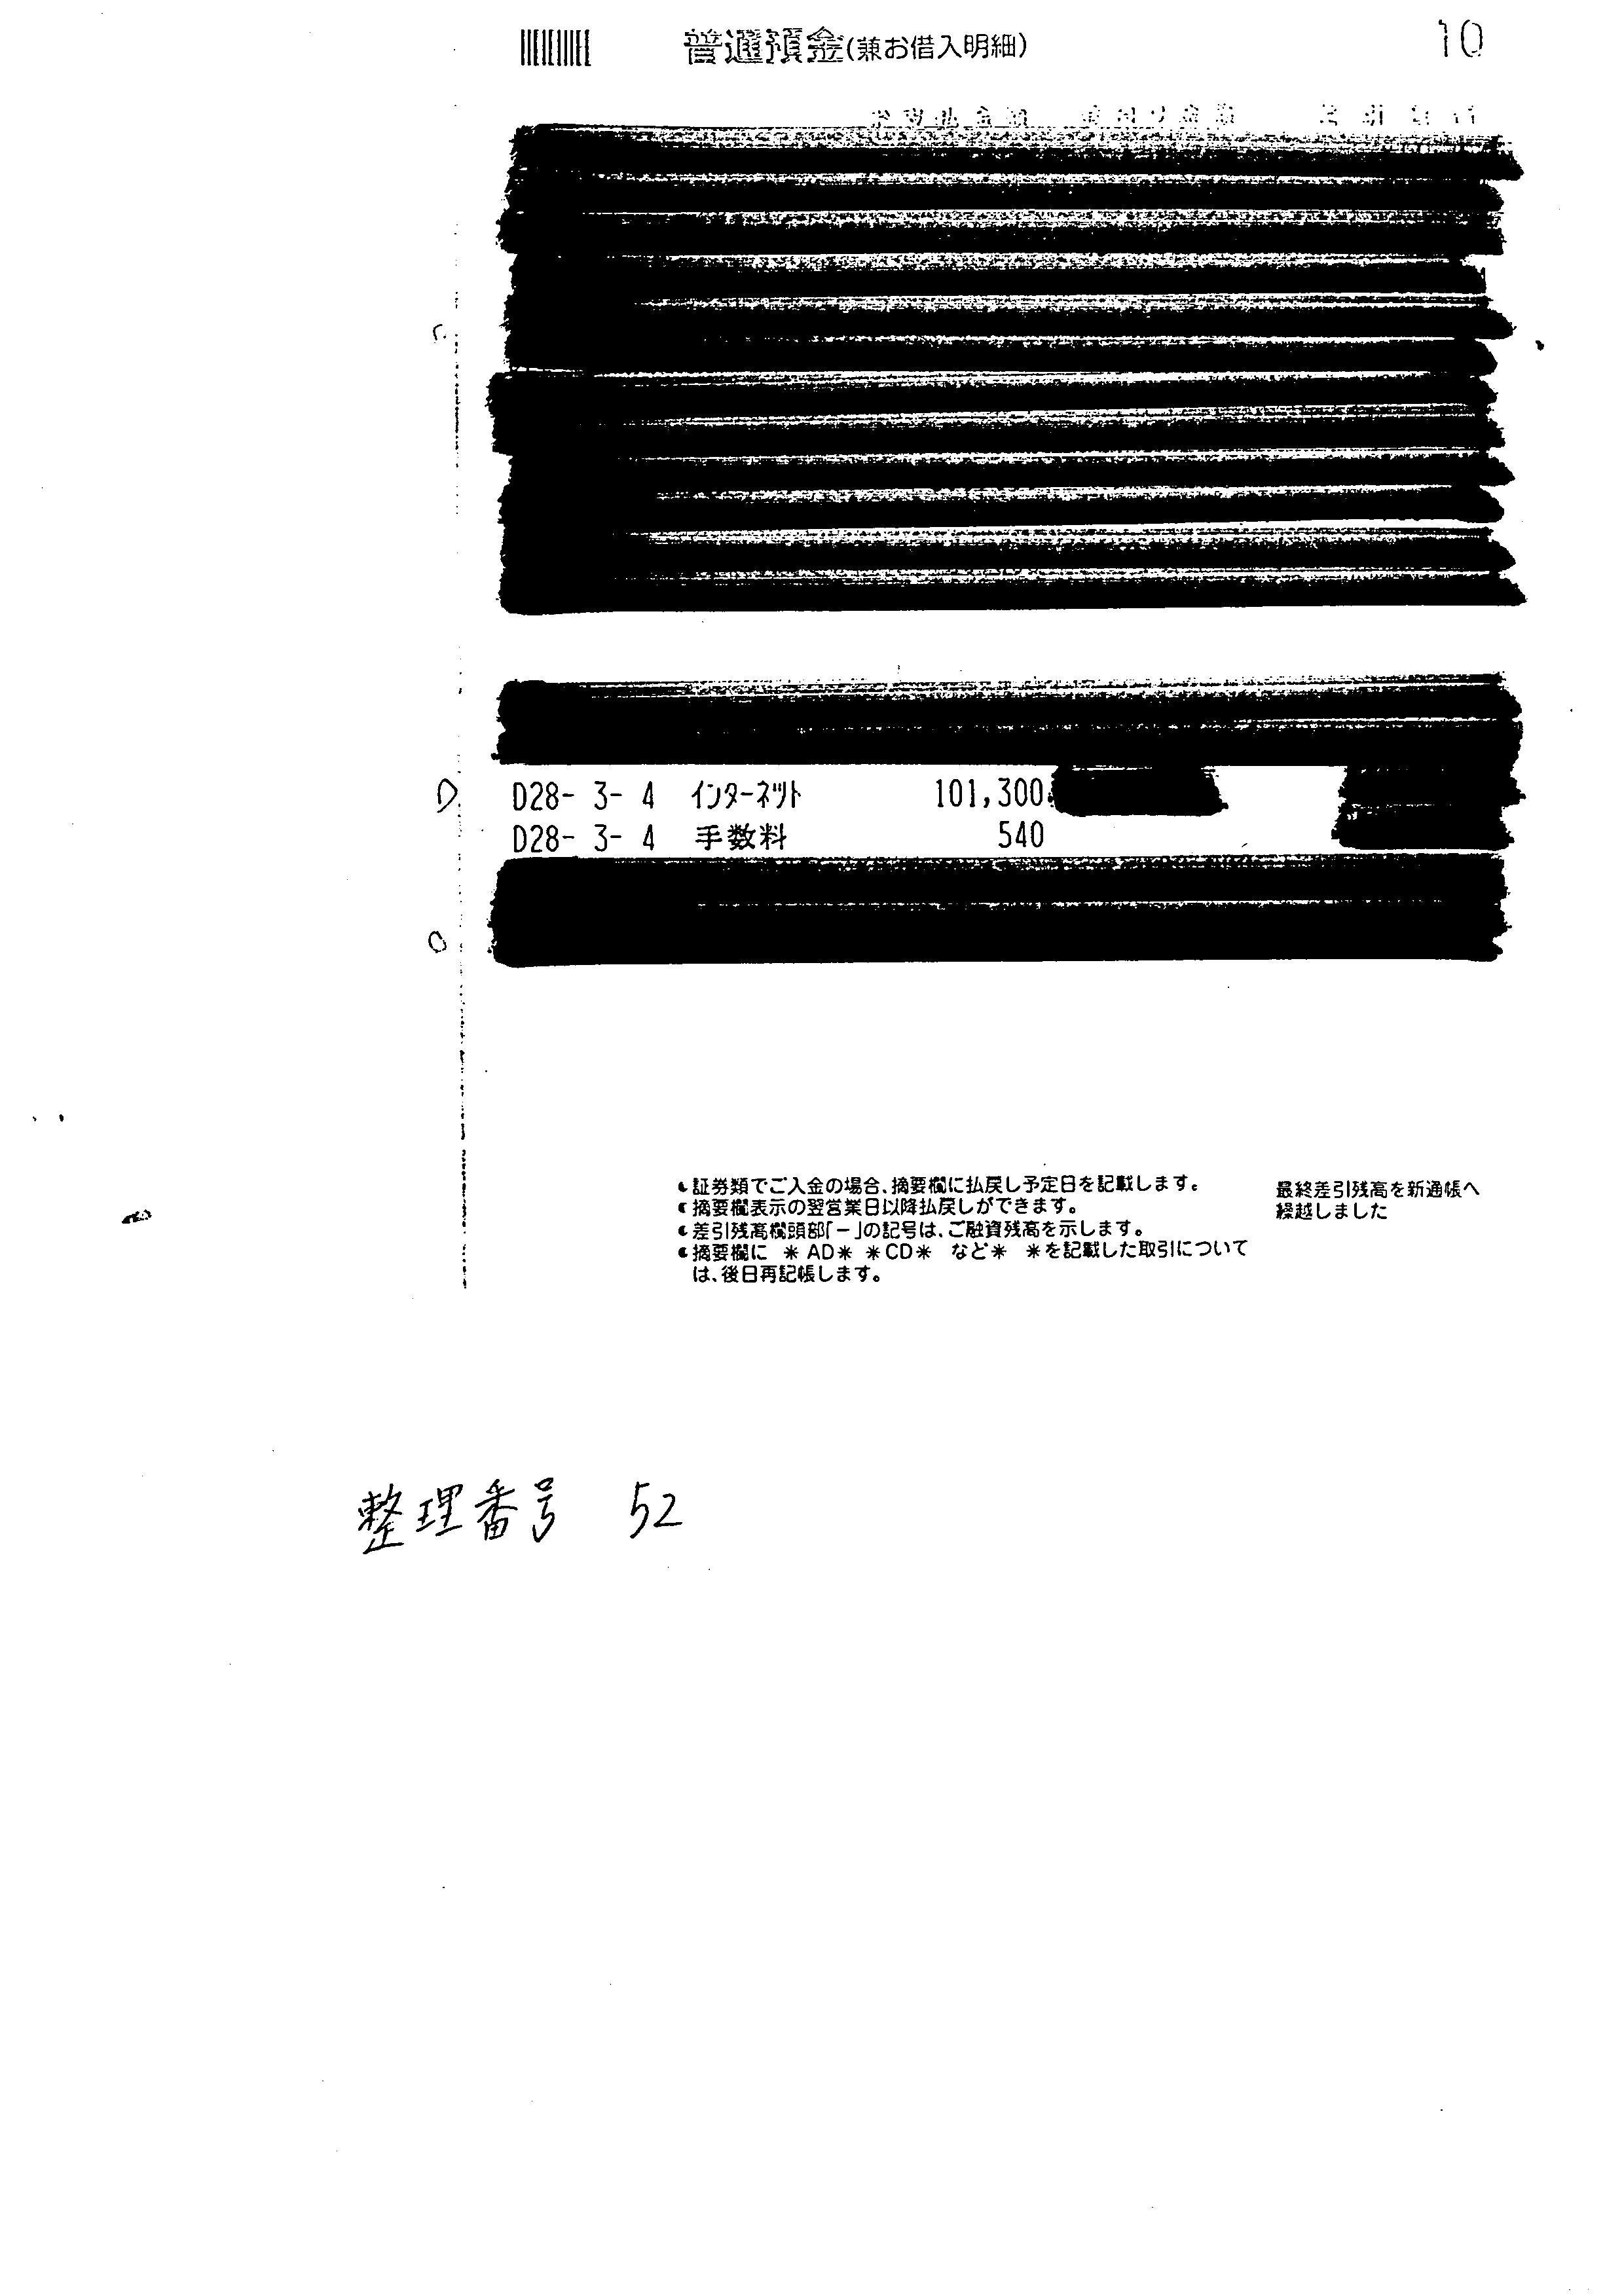 普通預金(兼お借入明細)
10
D28- 3- 4 インターネット 101,300
D28- 3- 4 手数料 540
証券類でご入金の場合、摘要欄に払戻し予定日を記載します。
摘要欄表示の翌営業日以降払戻しができます。
差引残高欄頭部「-」の記号は、ご融資残高を示します。
摘要欄に *AD* *CD* など* *を記載した取引について
は、後日再記帳します。
最終差引残高を新通帳へ
繰越しました
整理番号 52